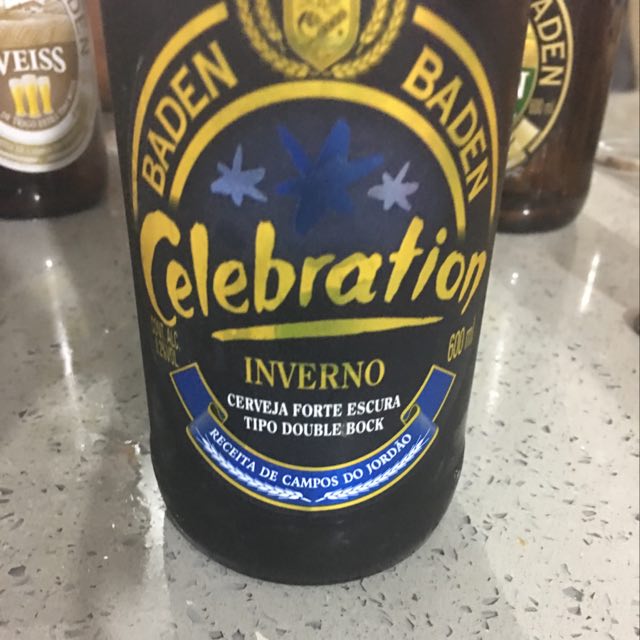 BADEN BADEN
Celebration
600 ml
INVERNO
CERVEJA FORTE ESCURA
TIPO DOUBLE BOCK
RECEITA DE CAMPOS DO JORDÃO
WEISS
BADEN